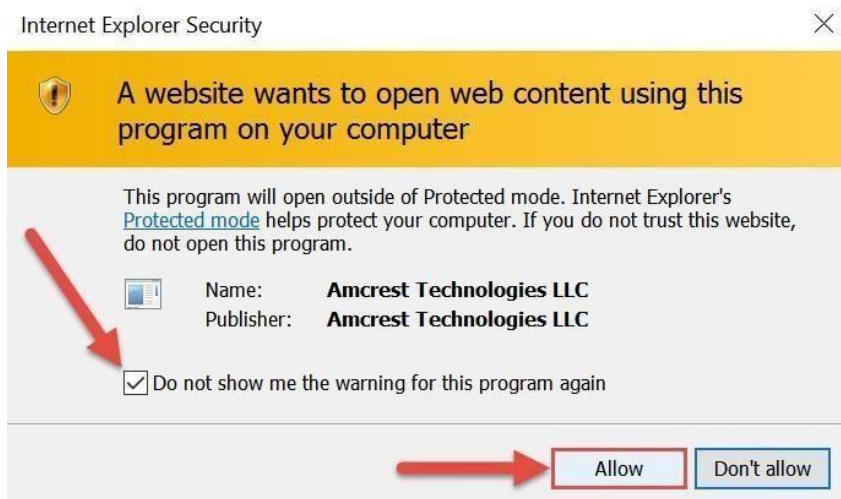 Internet Explorer Security
A website wants to open web content using this
program on your computer
This program will open outside of Protected mode. Internet Explorer's
Protected mode helps protect your computer. If you do not trust this website,
do not open this program.
Name: Amcrest Technologies LLC
Publisher: Amcrest Technologies LLC
Do not show me the warning for this program again
Allow Don't allow